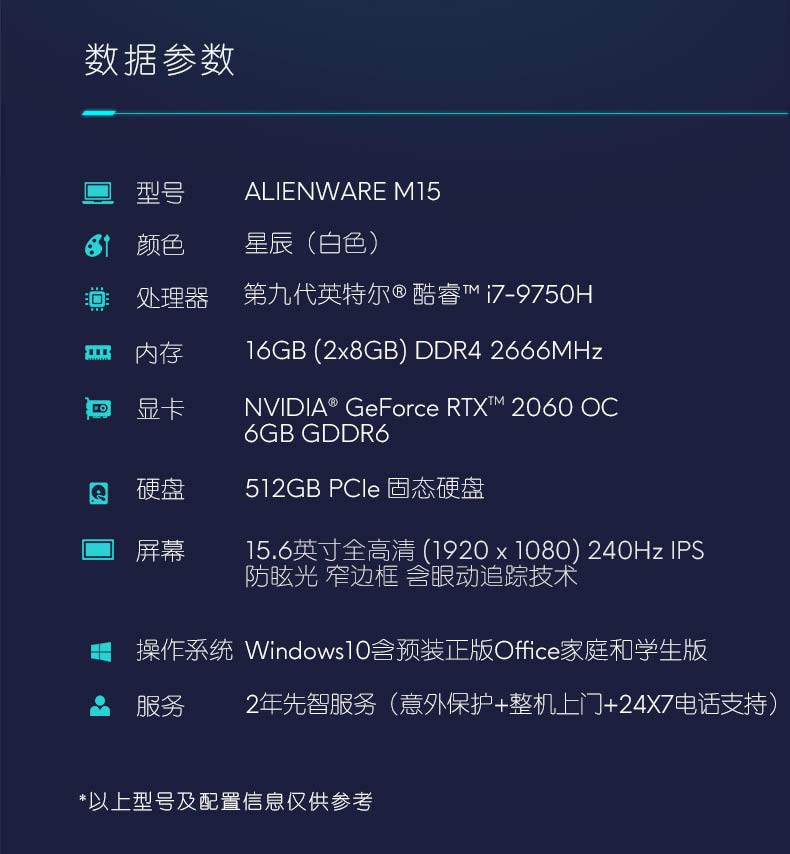 数据参数
型号 ALIENWARE M15
颜色 星辰（白色）
处理器 第九代英特尔® 酷睿™ i7-9750H
内存 16GB (2x8GB) DDR4 2666MHz
显卡 NVIDIA® GeForce RTX™ 2060 OC
6GB GDDR6
硬盘 512GB PCIe 固态硬盘
屏幕 15.6英寸全高清 (1920 x 1080) 240Hz IPS
防眩光 窄边框 含眼动追踪技术
操作系统 Windows10含预装正版Office家庭和学生版
服务 2年先智服务（意外保护+整机上门+24X7电话支持）
*以上型号及配置信息仅供参考